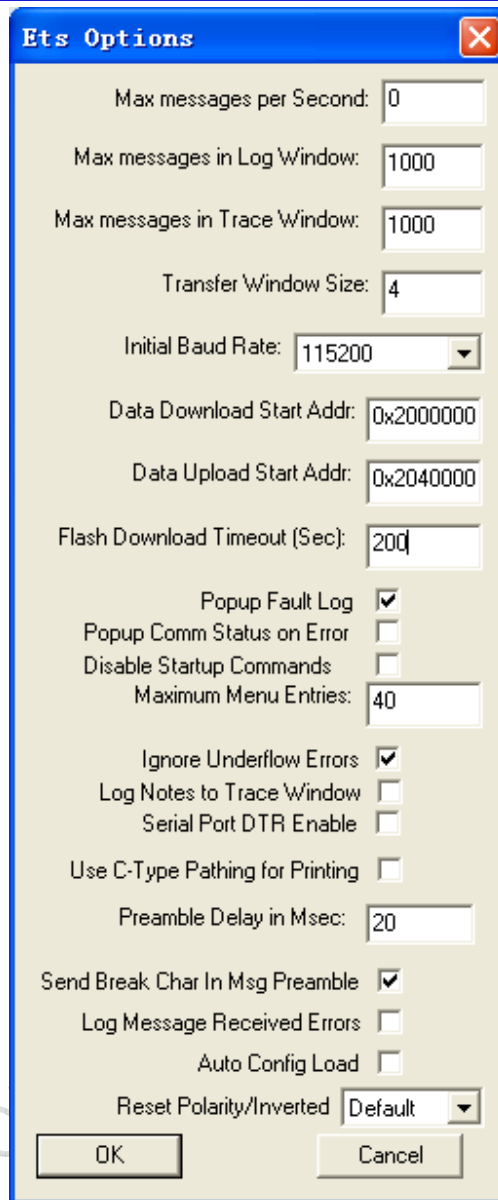 Ets Options
Max messages per Second: 0
Max messages in Log Window: 1000
Max messages in Trace Window: 1000
Transfer Window Size: 4
Initial Baud Rate: 115200
Data Download Start Addr: 0x2000000
Data Upload Start Addr: 0x2040000
Flash Download Timeout (Sec): 200
Popup Fault Log
Popup Comm Status on Error
Disable Startup Commands
Maximum Menu Entries: 40
Ignore Underflow Errors
Log Notes to Trace Window
Serial Port DTR Enable
Use C-Type Pathing for Printing
Preamble Delay in Msec: 20
Send Break Char In Msg Preamble
Log Message Received Errors
Auto Config Load
Reset Polarity/Inverted Default
OK Cancel